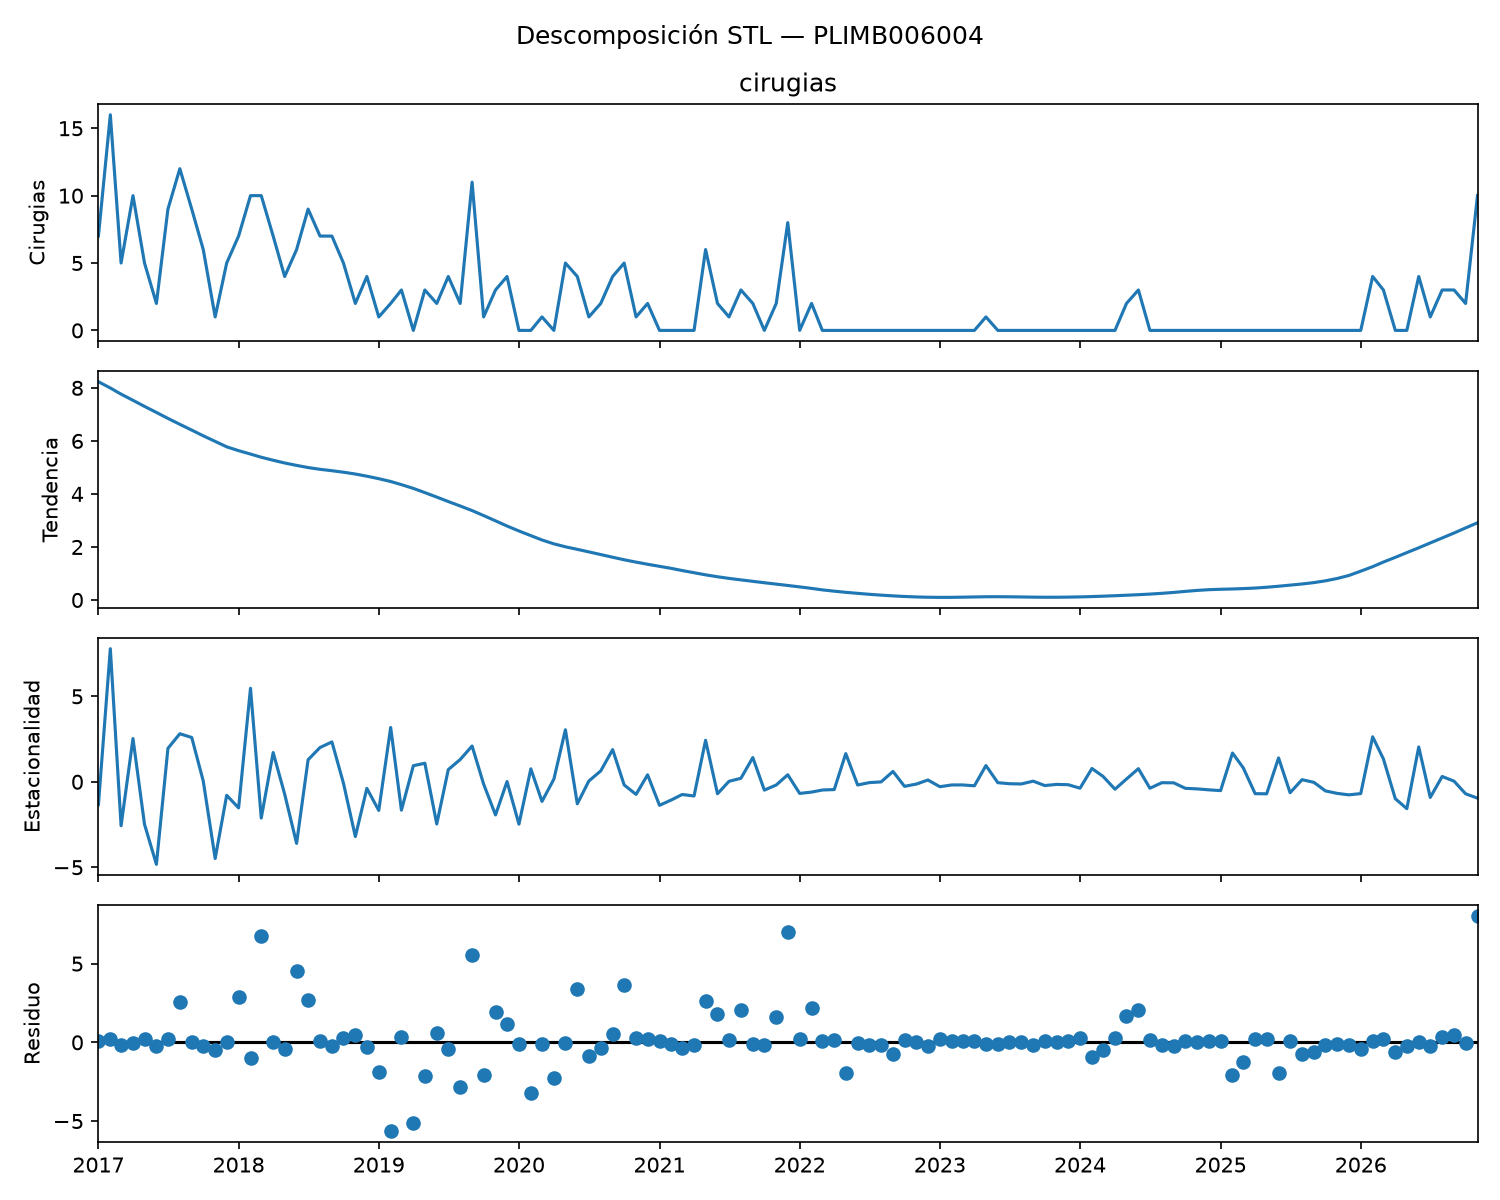 Descomposición STL — PLIMB006004
cirugias
Cirugias
15
10
5
0
Tendencia
8
6
4
2
0
Estacionalidad
5
0
−5
Residuo
5
0
−5
2017 2018 2019 2020 2021 2022 2023 2024 2025 2026